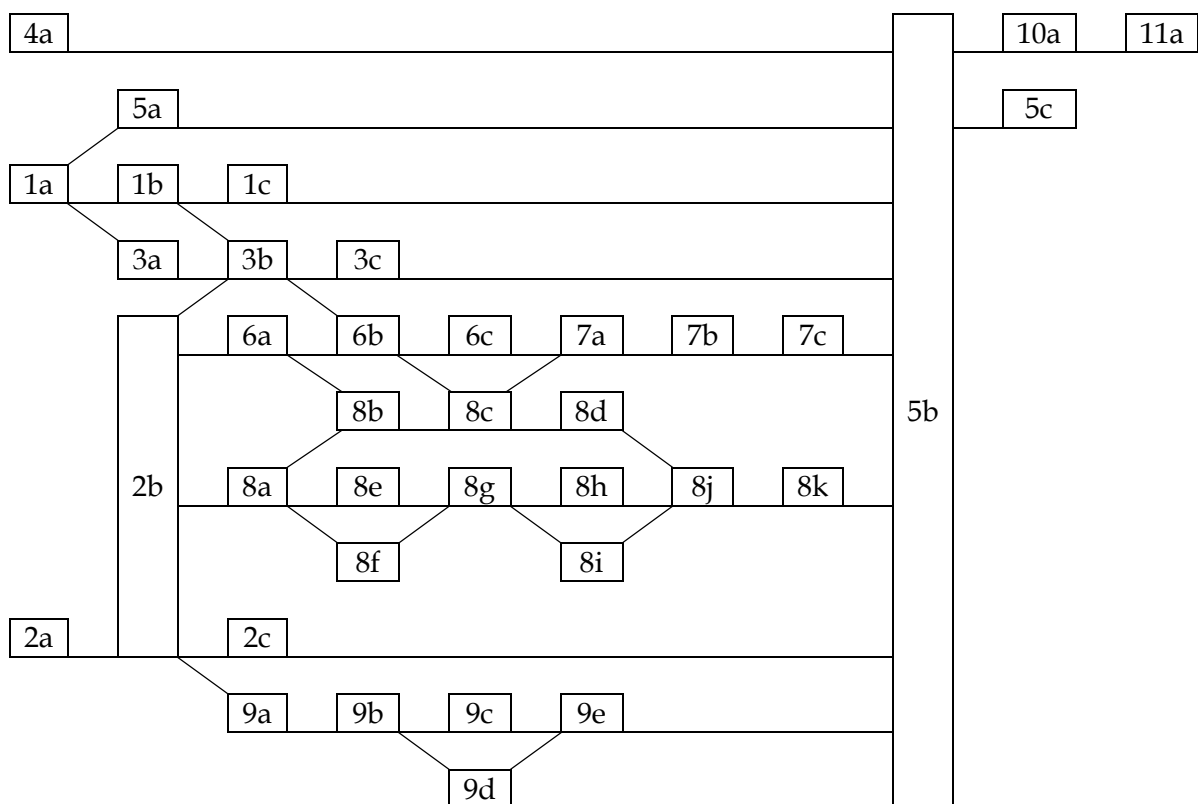 4a 10a 11a
5a 5c
1a 1b 1c
3a 3b 3c
6a 6b 6c 7a 7b 7c
8b 8c 8d 5b
2b 8a 8e 8g 8h 8j 8k
8f 8i
2a 2c
9a 9b 9c 9e
9d